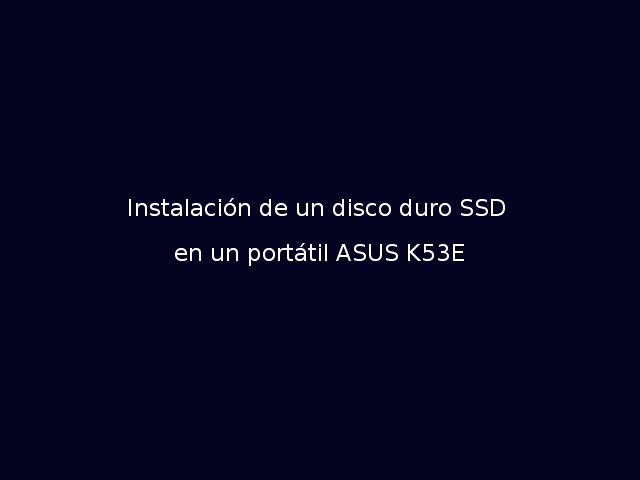 Instalación de un disco duro SSD
en un portátil ASUS K53E